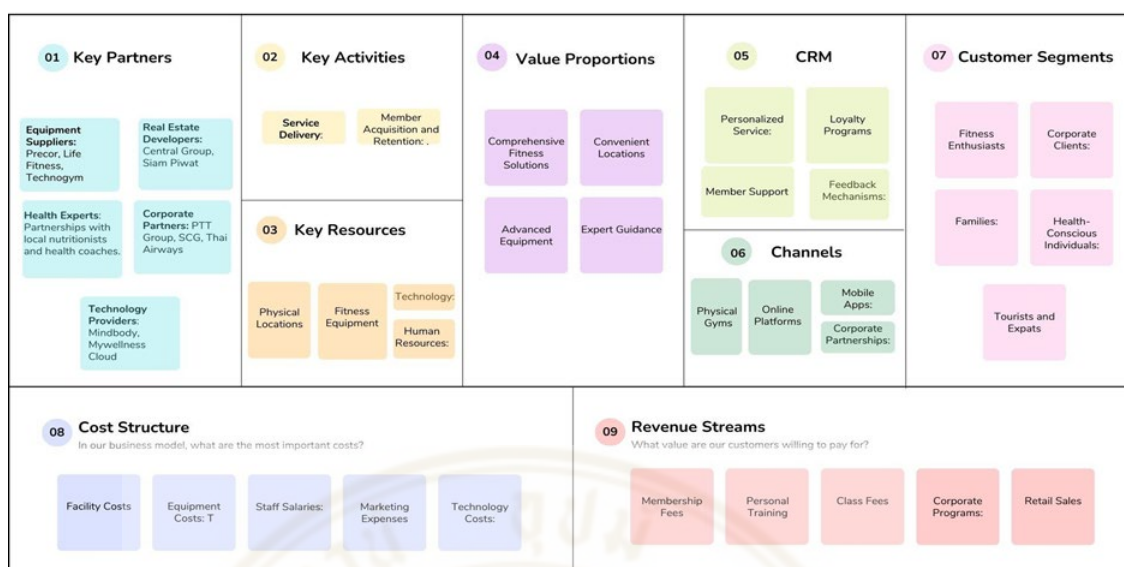 01 Key Partners
Equipment
Suppliers:
Precor, Life
Fitness,
Technogym
Real Estate
Developers:
Central Group,
Siam Piwat
Health Experts:
Partnerships with
local nutritionists
and health coaches.
Corporate
Partners: PTT
Group, SCG, Thai
Airways
Technology
Providers:
Mindbody,
Mywellness
Cloud
02 Key Activities
Service
Delivery:
Member
Acquisition and
Retention: .
03 Key Resources
Physical
Locations
Fitness
Equipment
Technology:
Human
Resources:
04 Value Proportions
Comprehensive
Fitness
Solutions
Convenient
Locations
Advanced
Equipment
Expert Guidance
05 CRM
Personalized
Service:
Loyalty
Programs
Member Support
Feedback
Mechanisms:
06 Channels
Physical
Gyms
Online
Platforms
Mobile
Apps:
Corporate
Partnerships:
07 Customer Segments
Fitness
Enthusiasts
Corporate
Clients:
Families:
Health-
Conscious
Individuals:
Tourists and
Expats
08 Cost Structure
In our business model, what are the most important costs?
Facility Costs
Equipment
Costs: T
Staff Salaries:
Marketing
Expenses
Technology
Costs:
09 Revenue Streams
What value are our customers willing to pay for?
Membership
Fees
Personal
Training
Class Fees
Corporate
Programs:
Retail Sales